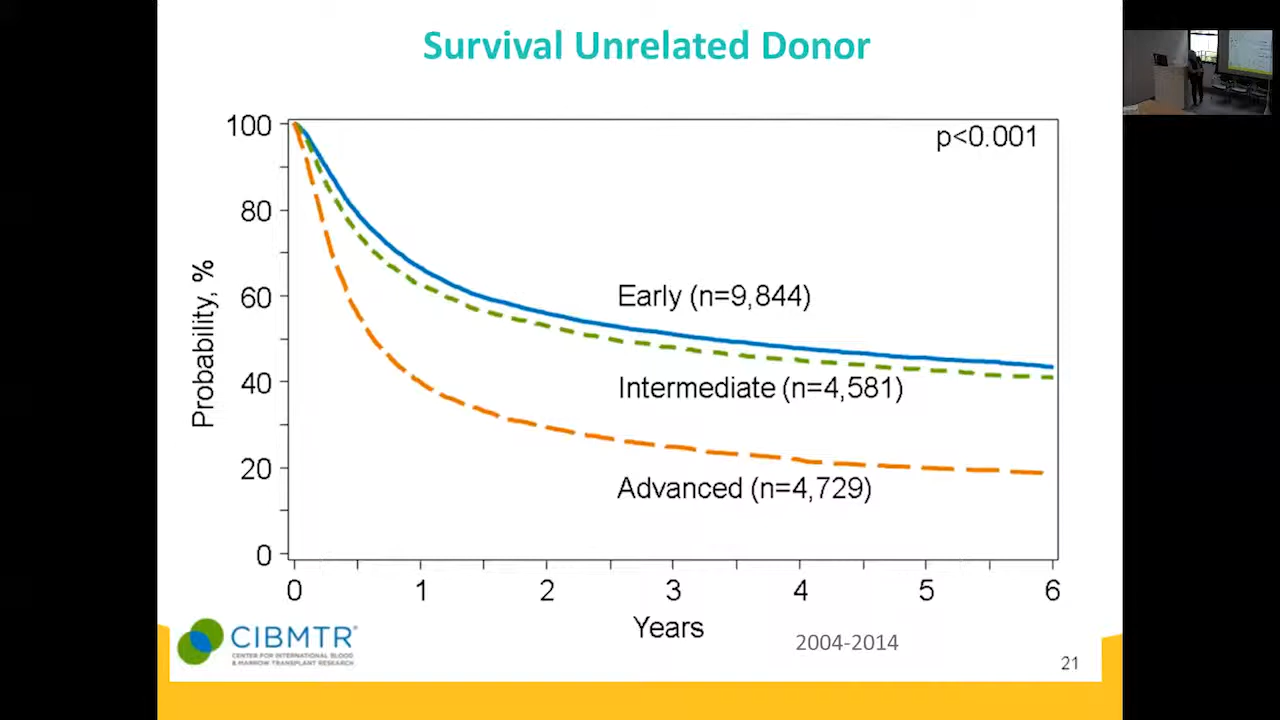 Survival Unrelated Donor
100
80
60
40
20
0
Probability, %
p<0.001
Early (n=9,844)
Intermediate (n=4,581)
Advanced (n=4,729)
0 1 2 3 4 5 6
Years
CIBMTR®
CENTER FOR INTERNATIONAL BLOOD
& MARROW TRANSPLANT RESEARCH
2004-2014
21